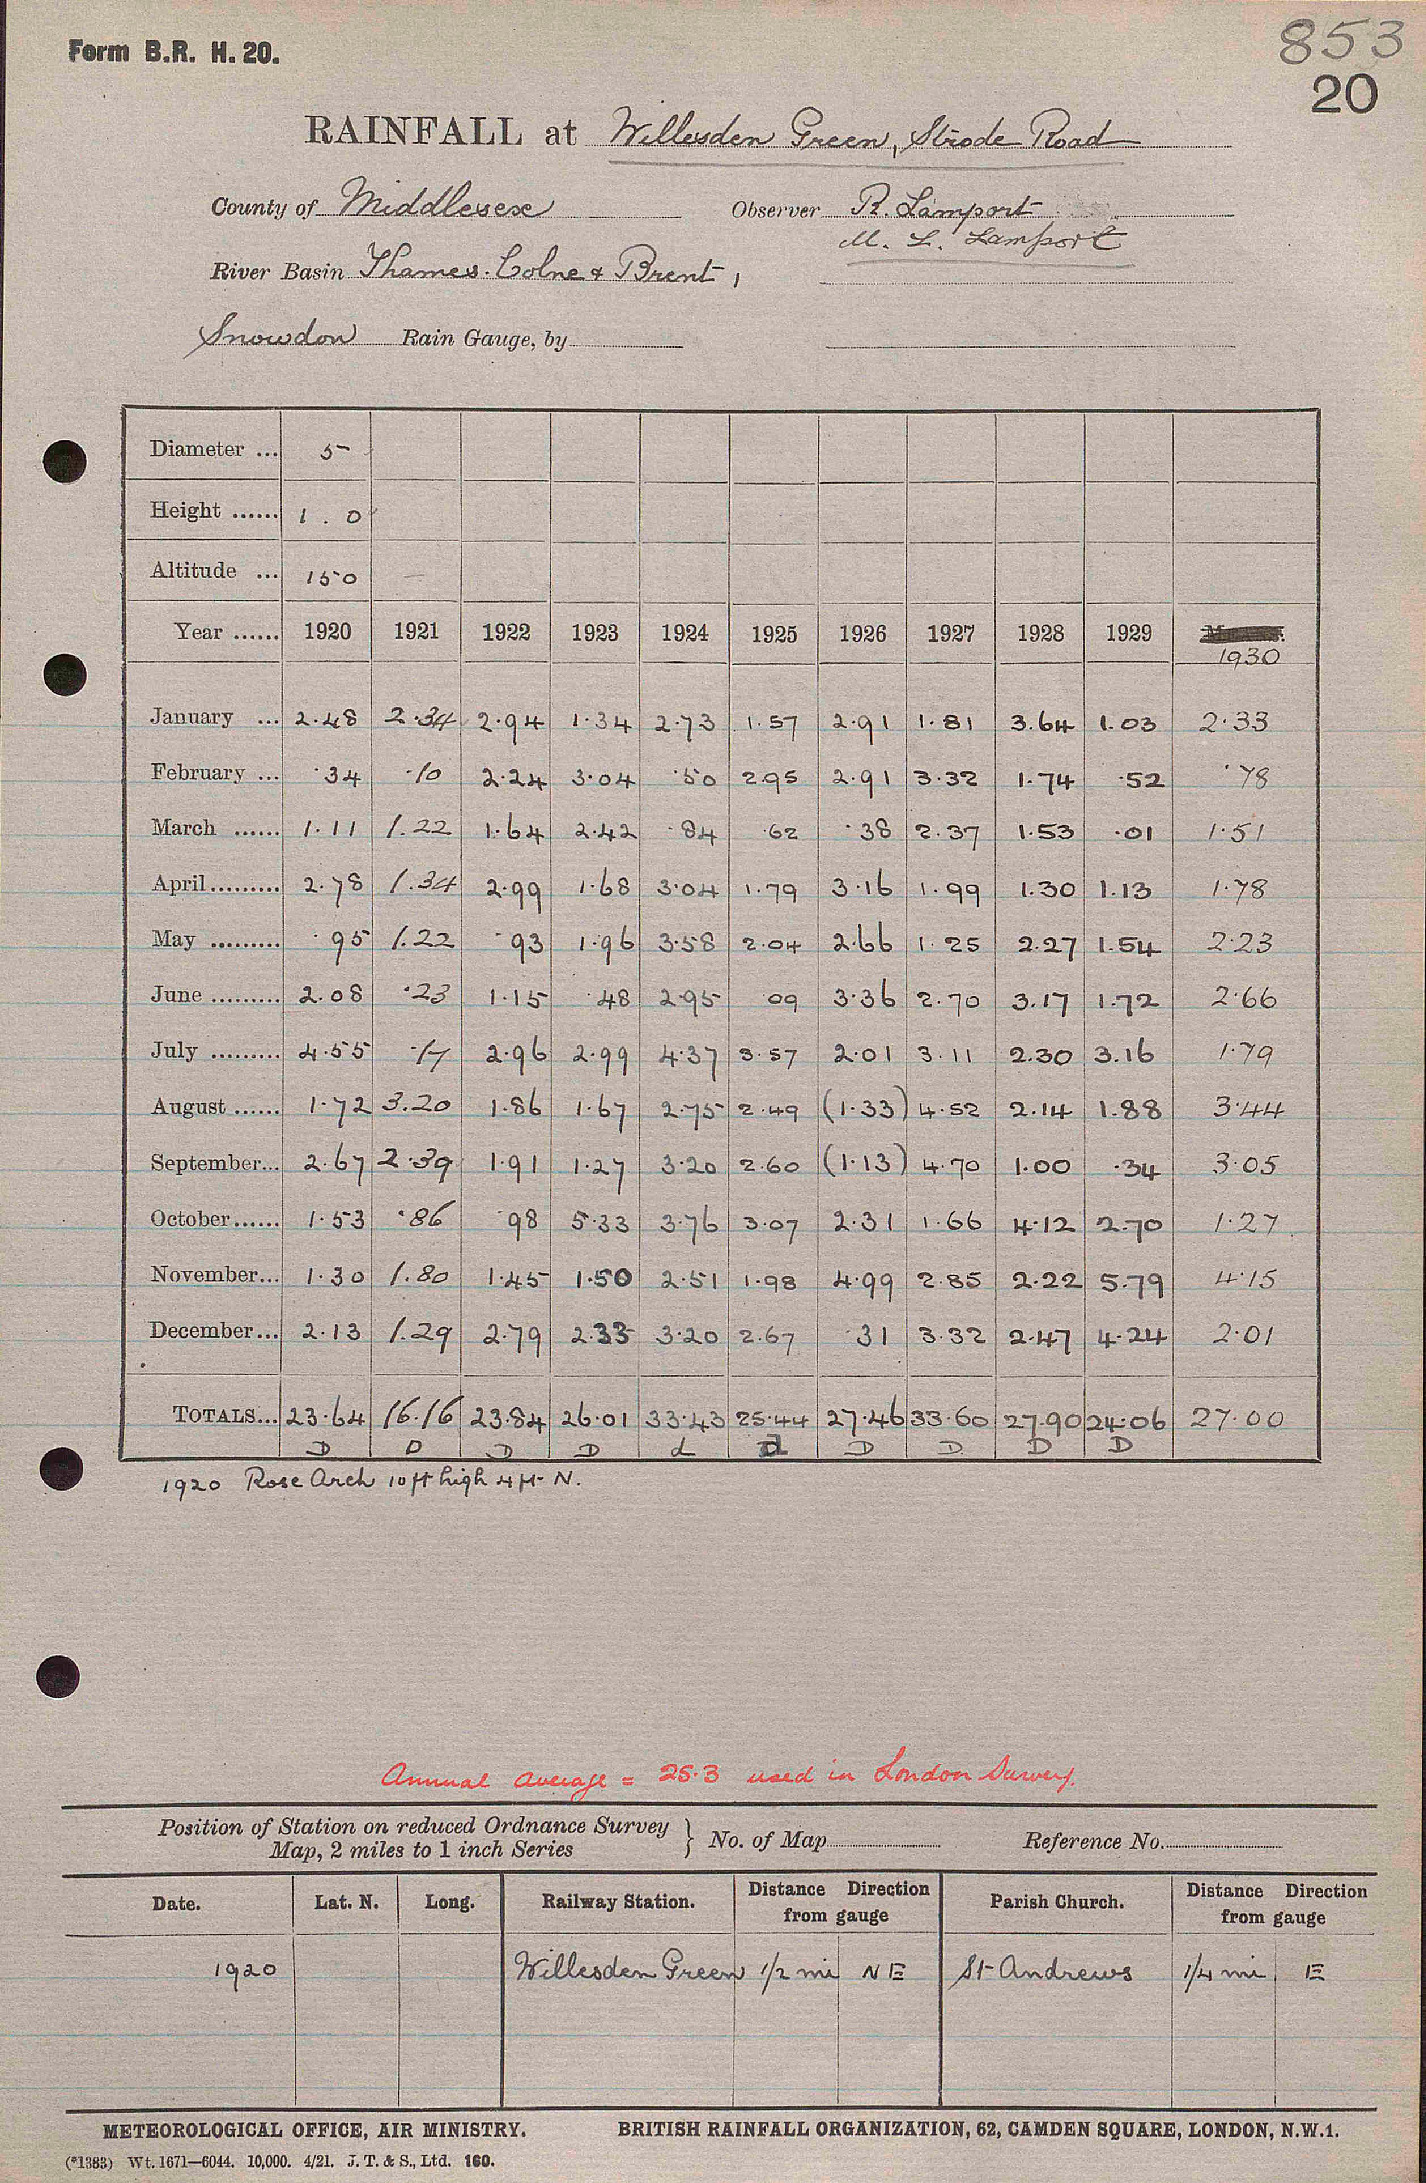 Form B.R. H. 20.
853
20
RAINFALL at Willesden Green, Strode Road
County of Middlesex Observer R. Lamport
M. L. Lamport
River Basin Thames. Colne & Brent,
Snowdon Rain Gauge, by
Diameter ... 5
Height ...... 1 . 0
Altitude ... 150
Year ...... 1920 1921 1922 1923 1924 1925 1926 1927 1928 1929 1930
January ... 2.48 2.34 2.94 1.34 2.73 1.57 2.91 1.81 3.64 1.03 2.33
February ... .34 .10 2.24 3.04 .50 2.95 2.91 3.32 1.74 .52 .78
March ...... 1.11 1.22 1.64 2.42 .84 .62 .38 2.37 1.53 .01 1.51
April......... 2.78 1.34 2.99 1.68 3.04 1.79 3.16 1.99 1.30 1.13 1.78
May ......... .95 1.22 .93 1.96 3.58 2.04 2.66 1.25 2.27 1.54 2.23
June ......... 2.08 .23 1.15 .48 2.95 .09 3.36 2.70 3.17 1.72 2.66
July ......... 4.55 .17 2.96 2.99 4.37 3.57 2.01 3.11 2.30 3.16 1.79
August ...... 1.72 3.20 1.86 1.67 2.75 2.49 (1.33) 4.52 2.14 1.88 3.44
September... 2.67 2.39 1.91 1.27 3.20 2.60 (1.13) 4.70 1.00 .34 3.05
October...... 1.53 .86 .98 5.33 3.76 3.07 2.31 1.66 4.12 2.70 1.27
November... 1.30 1.80 1.45 1.50 2.51 1.98 4.99 2.85 2.22 5.79 4.15
December... 2.13 1.29 2.79 2.33 3.20 2.67 .31 3.32 2.47 4.24 2.01
TOTALS... 23.64 16.16 23.84 26.01 33.43 25.44 27.46 33.60 27.90 24.06 27.00
D D D D d d D D D D
1920 Rose Arch 10ft high 4ft N.
Annual average = 25.3 used in London Survey.
Position of Station on reduced Ordnance Survey
Map, 2 miles to 1 inch Series } No. of Map Reference No.
Date. Lat. N. Long. Railway Station. Distance Direction from gauge Parish Church. Distance Direction from gauge
1920 Willesden Green 1/2 mi NE St Andrews 1/4 mi E
METEOROLOGICAL OFFICE, AIR MINISTRY. BRITISH RAINFALL ORGANIZATION, 62, CAMDEN SQUARE, LONDON, N.W.1.
(*1383) Wt. 1671—6044. 10,000. 4/21. J. T. & S., Ltd. 160.